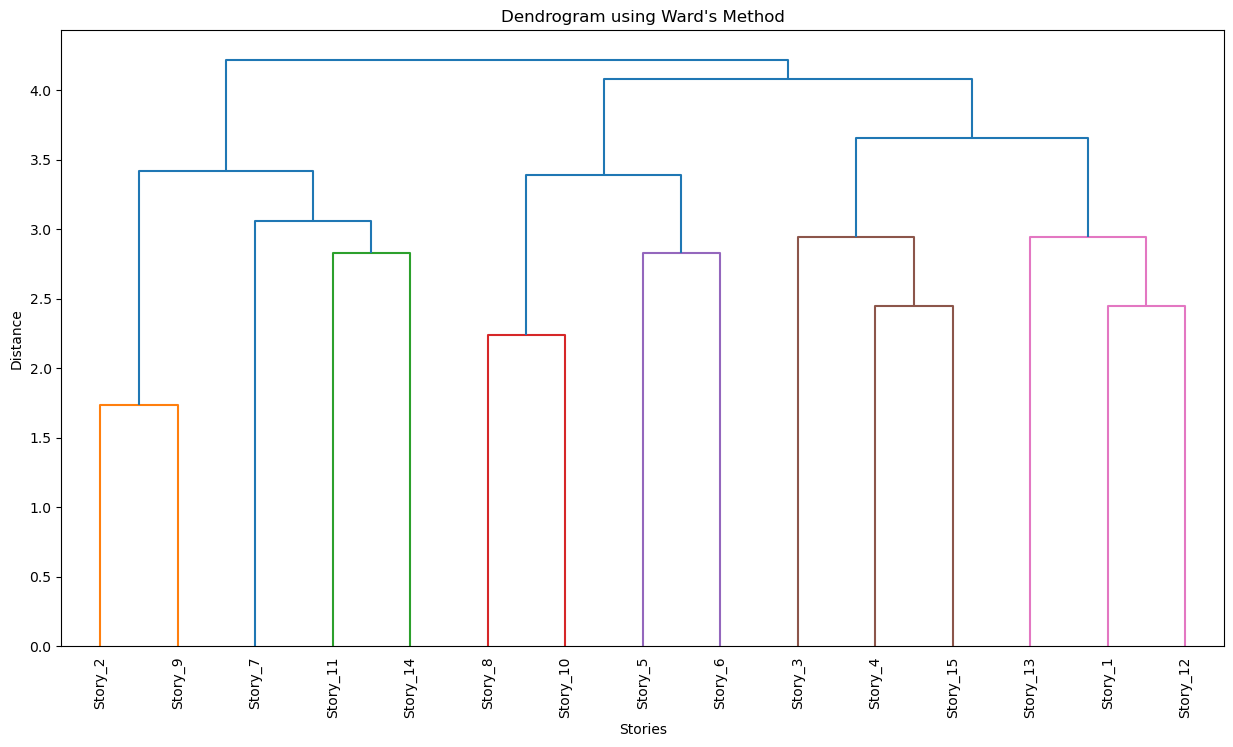 Dendrogram using Ward's Method
Distance
4.0
3.5
3.0
2.5
2.0
1.5
1.0
0.5
0.0
Story_2
Story_9
Story_7
Story_11
Story_14
Story_8
Story_10
Story_5
Story_6
Story_3
Story_4
Story_15
Story_13
Story_1
Story_12
Stories